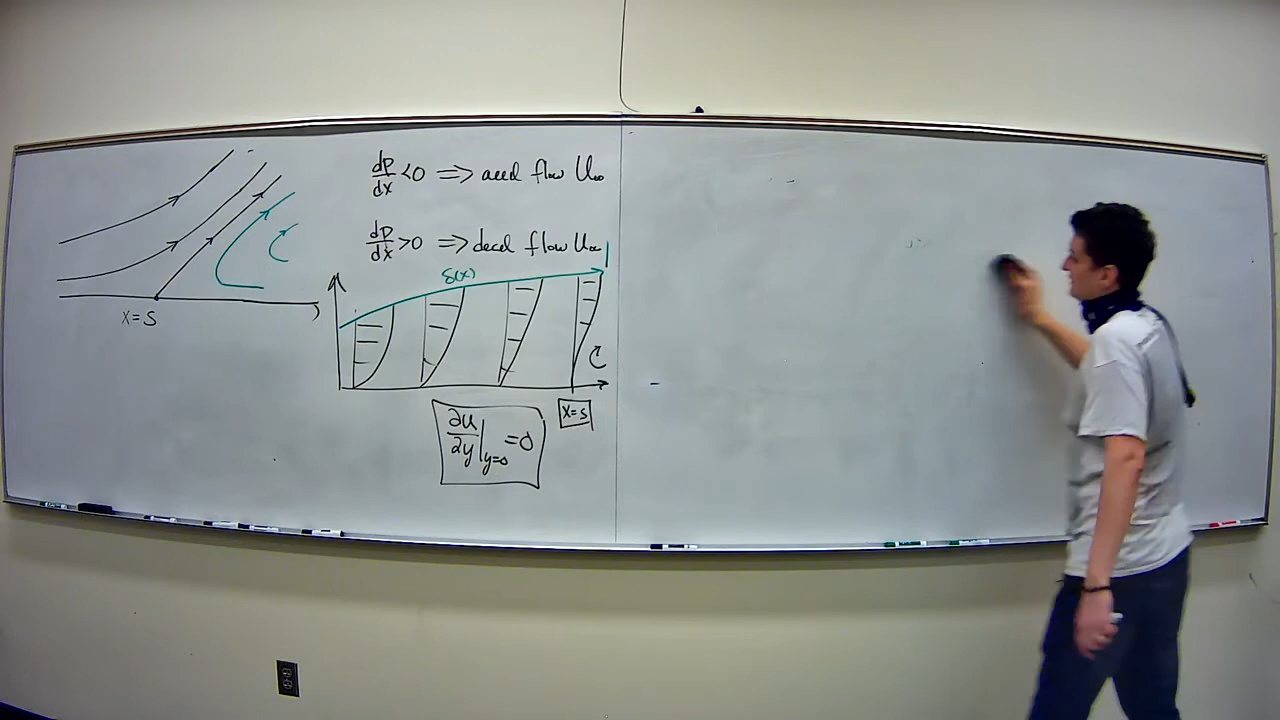 dP/dx <0 => accel flow U∞
dP/dx >0 => decel flow U∞
δ(x)
x=s
x=s
∂u/∂y|y=0 =0